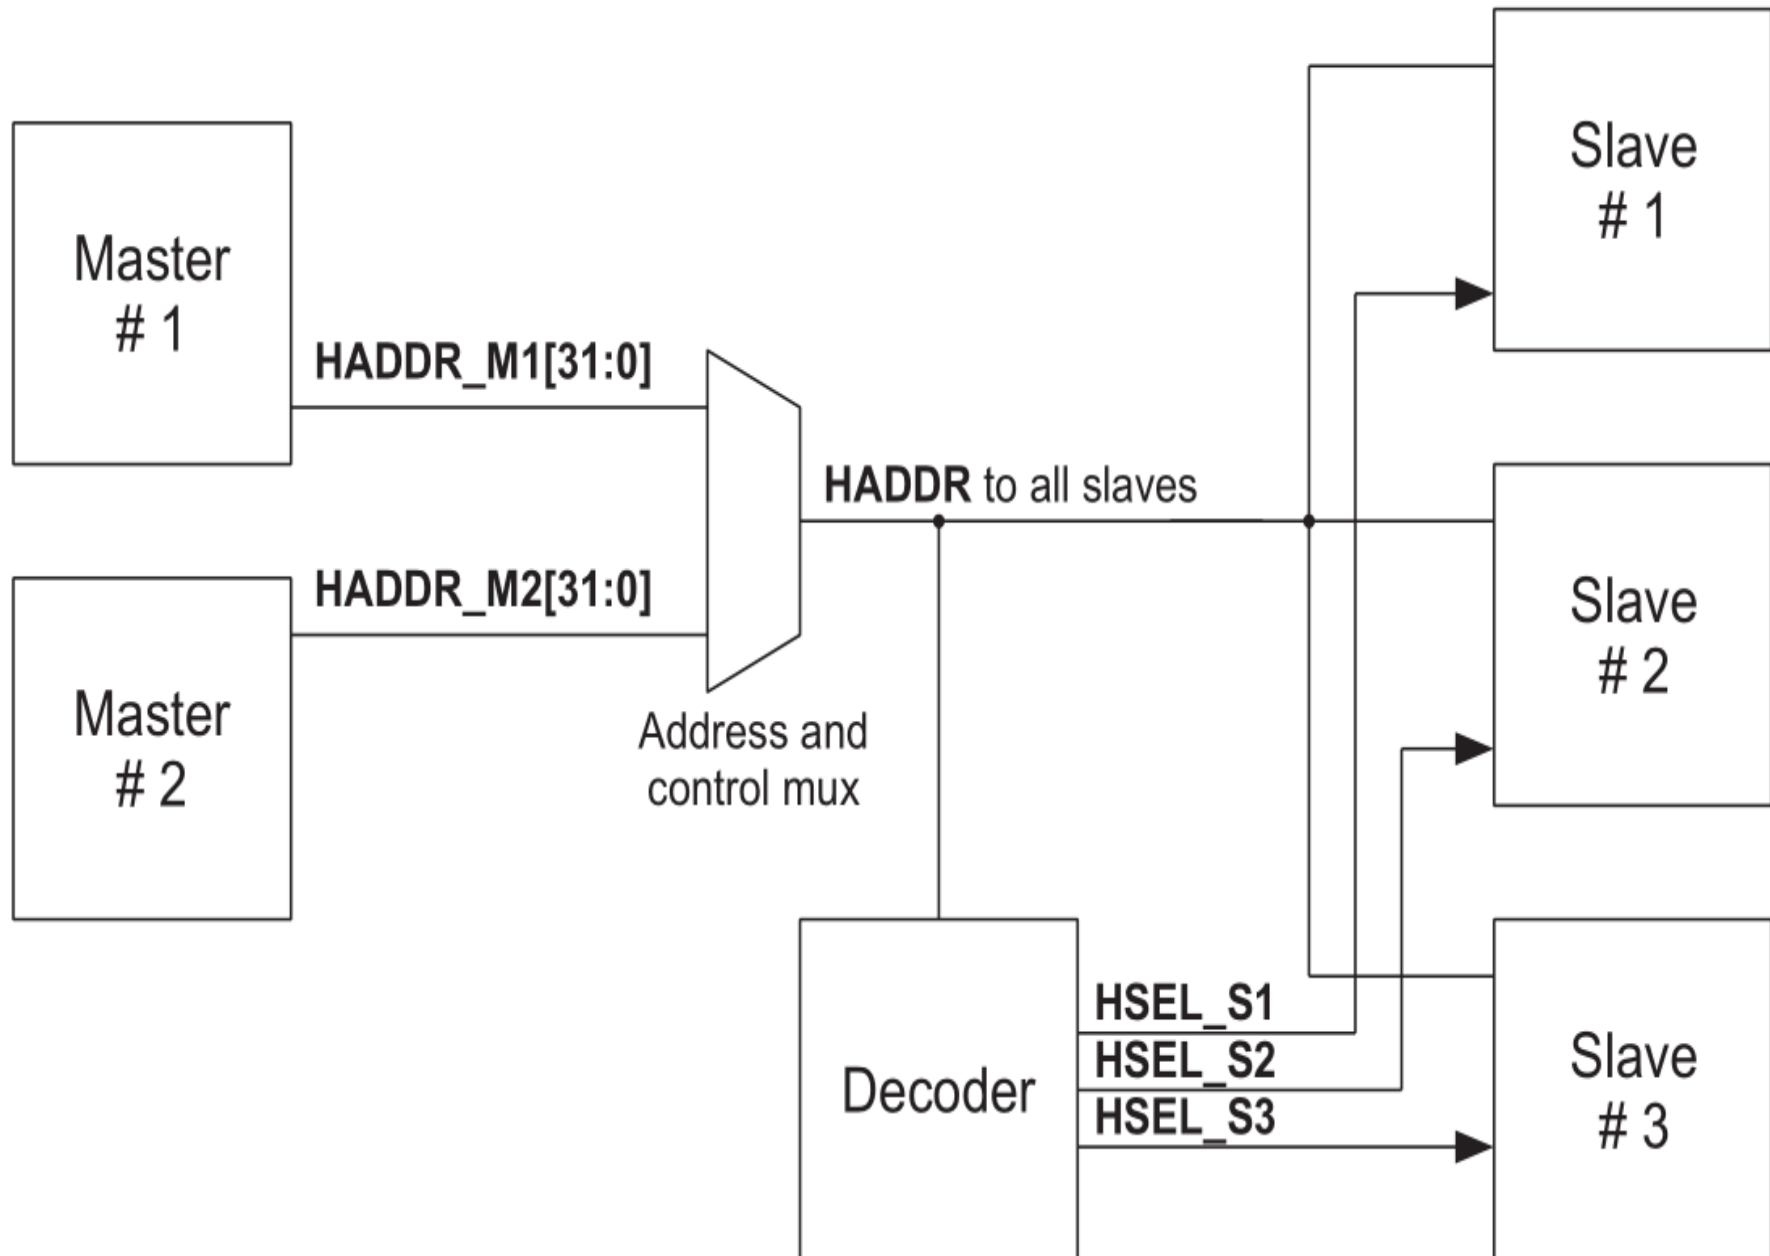 Master
# 1
HADDR_M1[31:0]
Master
# 2
HADDR_M2[31:0]
Address and
control mux
HADDR to all slaves
Decoder
HSEL_S1
HSEL_S2
HSEL_S3
Slave
# 1
Slave
# 2
Slave
# 3